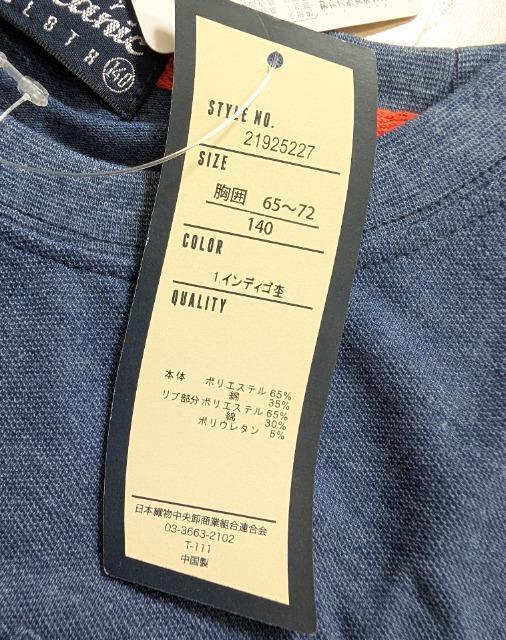 CLOTH
140
STYLE NO.
21925227
SIZE
胸囲 65〜72
140
COLOR
1.インディゴ杢
QUALITY
本体 ポリエステル 65%
綿 35%
リブ部分 ポリエステル 65%
綿 30%
ポリウレタン 5%
日本織物中央卸商業組合連合会
03-3663-2102
T-111
中国製